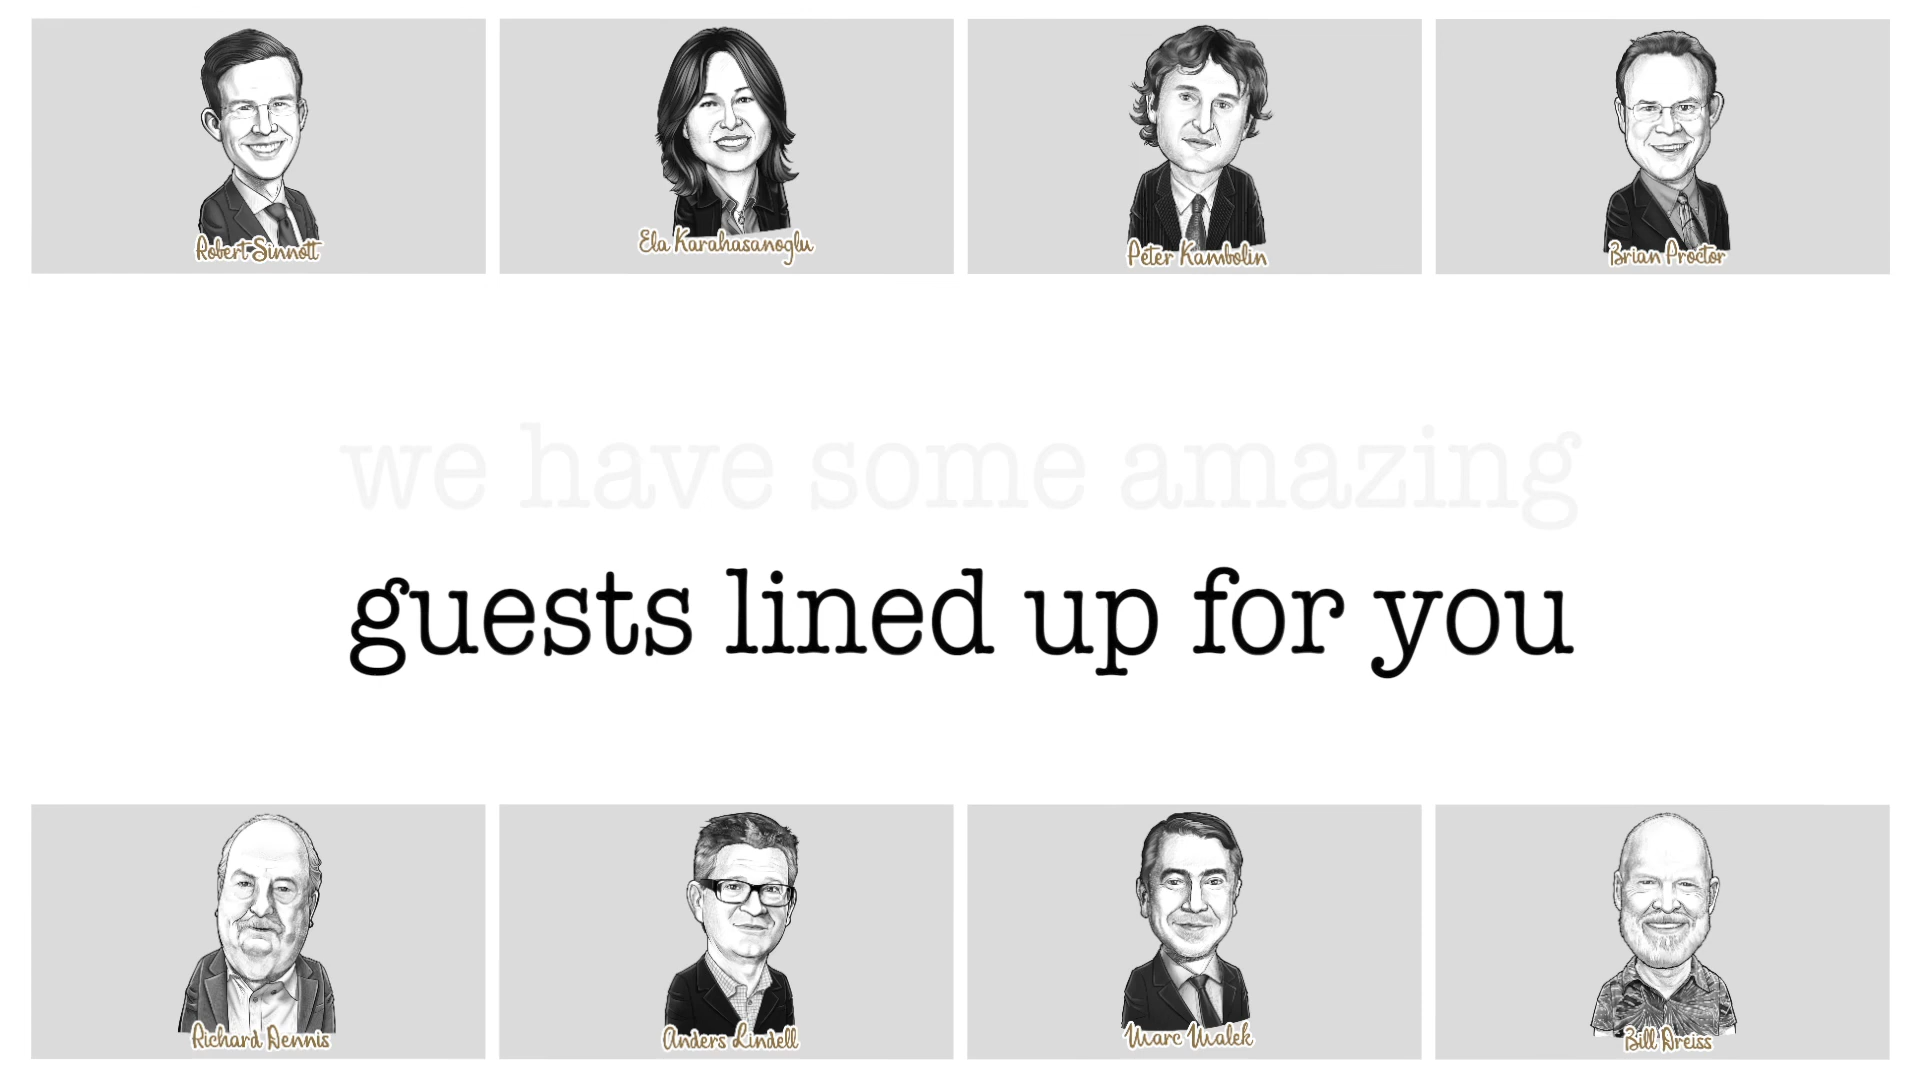 Robert Sinnott
Ela Karahasanoglu
Peter Kambolin
Brian Proctor
we have some amazing
guests lined up for you
Richard Dennis
Anders Lindell
Marc Malek
Bill Dreiss